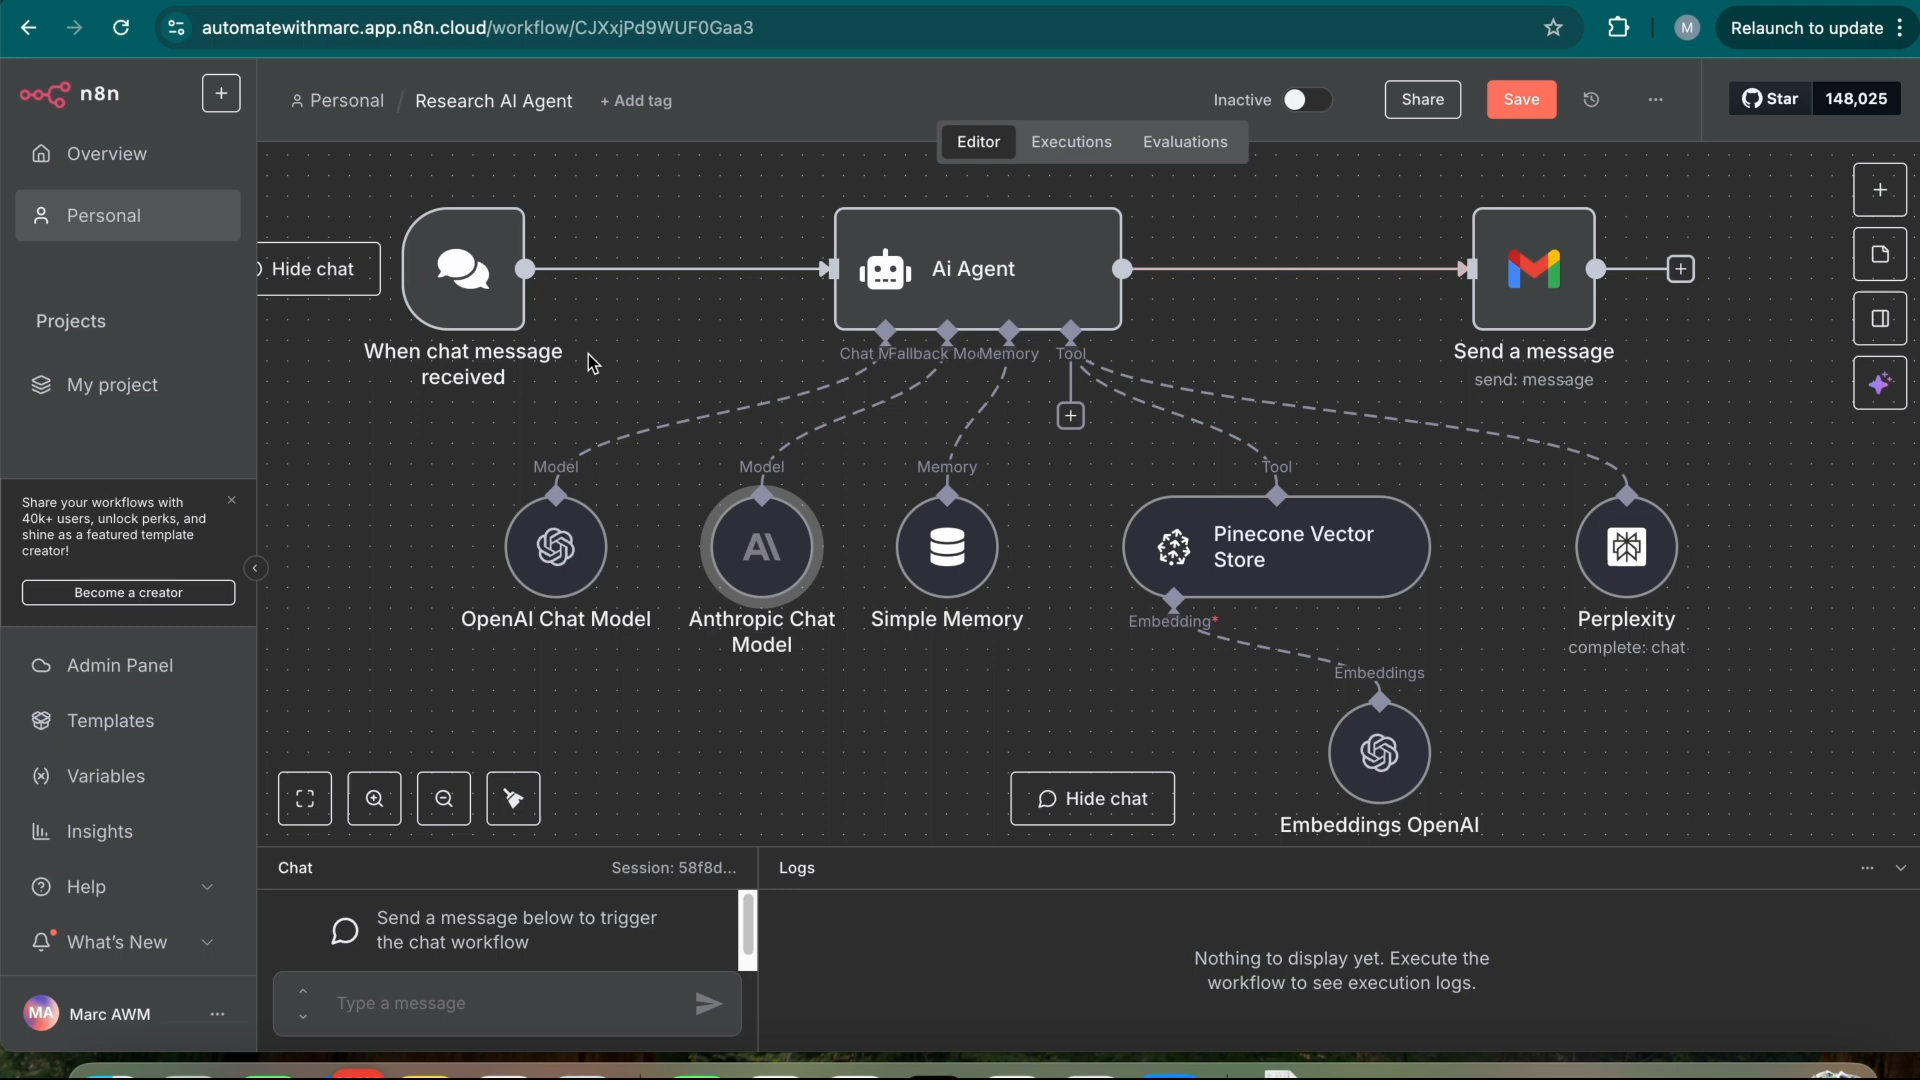 automatewithmarc.app.n8n.cloud/workflow/CJXxjPd9WUF0Gaa3
M
Relaunch to update
n8n
+
Personal / Research AI Agent + Add tag
Inactive
Share
Save
Star 148,025
Editor Executions Evaluations
Overview
Personal
Projects
My project
Share your workflows with
40k+ users, unlock perks, and
shine as a featured template
creator!
Become a creator
Admin Panel
Templates
Variables
Insights
Help
What's New
MA Marc AWM
Hide chat
When chat message
received
Ai Agent
Memory
Tool
Send a message
send: message
Model
Model
Memory
Tool
OpenAI Chat Model
Anthropic Chat
Model
Simple Memory
Pinecone Vector
Store
Embedding*
Perplexity
complete: chat
Embeddings
Embeddings OpenAI
Hide chat
Chat
Session: 58f8d...
Send a message below to trigger
the chat workflow
Type a message
Logs
Nothing to display yet. Execute the
workflow to see execution logs.